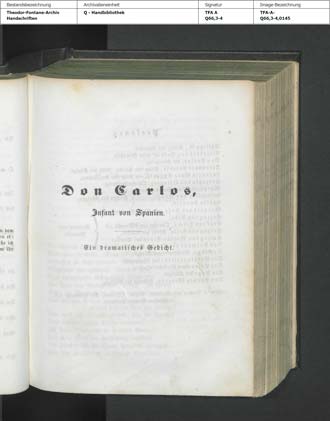 Bestandsbezeichnung
Archivalieneinheit
Signatur
Image-Bezeichnung
Theodor-Fontane-Archiv
Handschriften
Q - Handbibliothek
TFA A
Q66,3-4
TFA-A-
Q66,3-4,0145
Don Carlos,
Infant von Spanien.
Ein dramatisches Gedicht.